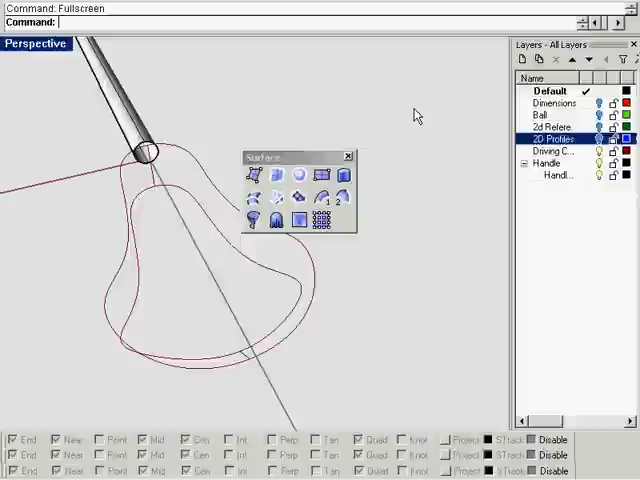 Command: Fullscreen
Command:
Perspective
Layers - All Layers
Name
Default
Dimensions
Ball
2d Refere.
2D Profiles
Driving C...
Handle
Handl...
Surface
1
2
End Near Point Mid Cen Int Perp Tan Quad Knot Project STrack Disable
End Near Point Mid Cen Int Perp Tan Quad Knot Project STrack Disable
End Near Point Mid Cen Int Perp Tan Quad Knot Project Disable